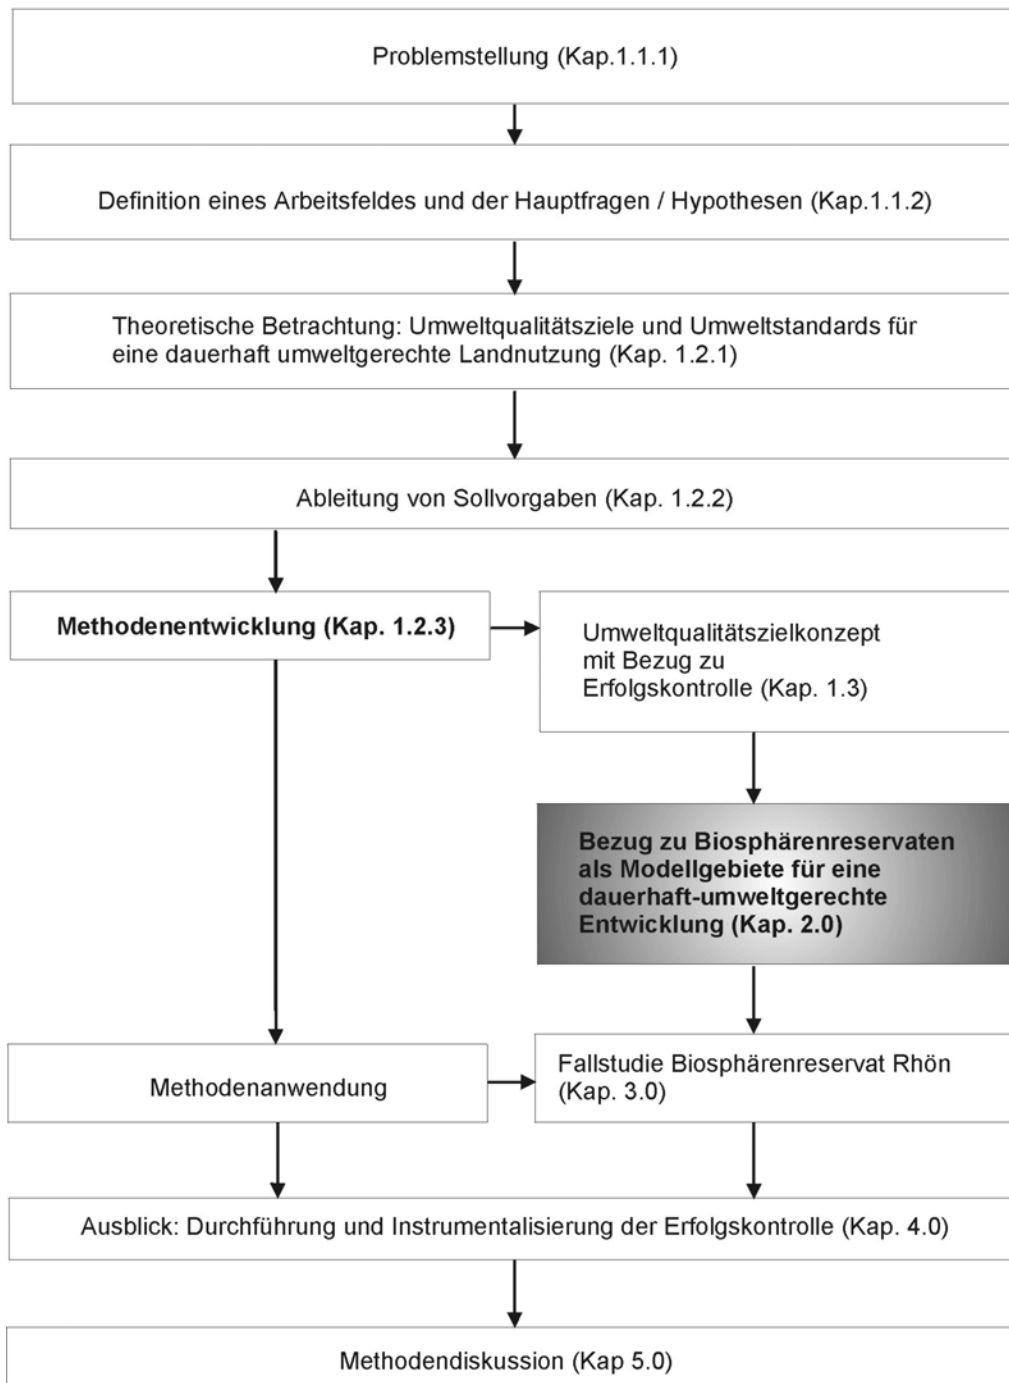 Problemstellung (Kap.1.1.1)
Definition eines Arbeitsfeldes und der Hauptfragen / Hypothesen (Kap.1.1.2)
Theoretische Betrachtung: Umweltqualitätsziele und Umweltstandards für
eine dauerhaft umweltgerechte Landnutzung (Kap. 1.2.1)
Ableitung von Sollvorgaben (Kap. 1.2.2)
Methodenentwicklung (Kap. 1.2.3)
Umweltqualitätszielkonzept
mit Bezug zu
Erfolgskontrolle (Kap. 1.3)
Bezug zu Biosphärenreservaten
als Modellgebiete für eine
dauerhaft-umweltgerechte
Entwicklung (Kap. 2.0)
Methodenanwendung
Fallstudie Biosphärenreservat Rhön
(Kap. 3.0)
Ausblick: Durchführung und Instrumentalisierung der Erfolgskontrolle (Kap. 4.0)
Methodendiskussion (Kap 5.0)